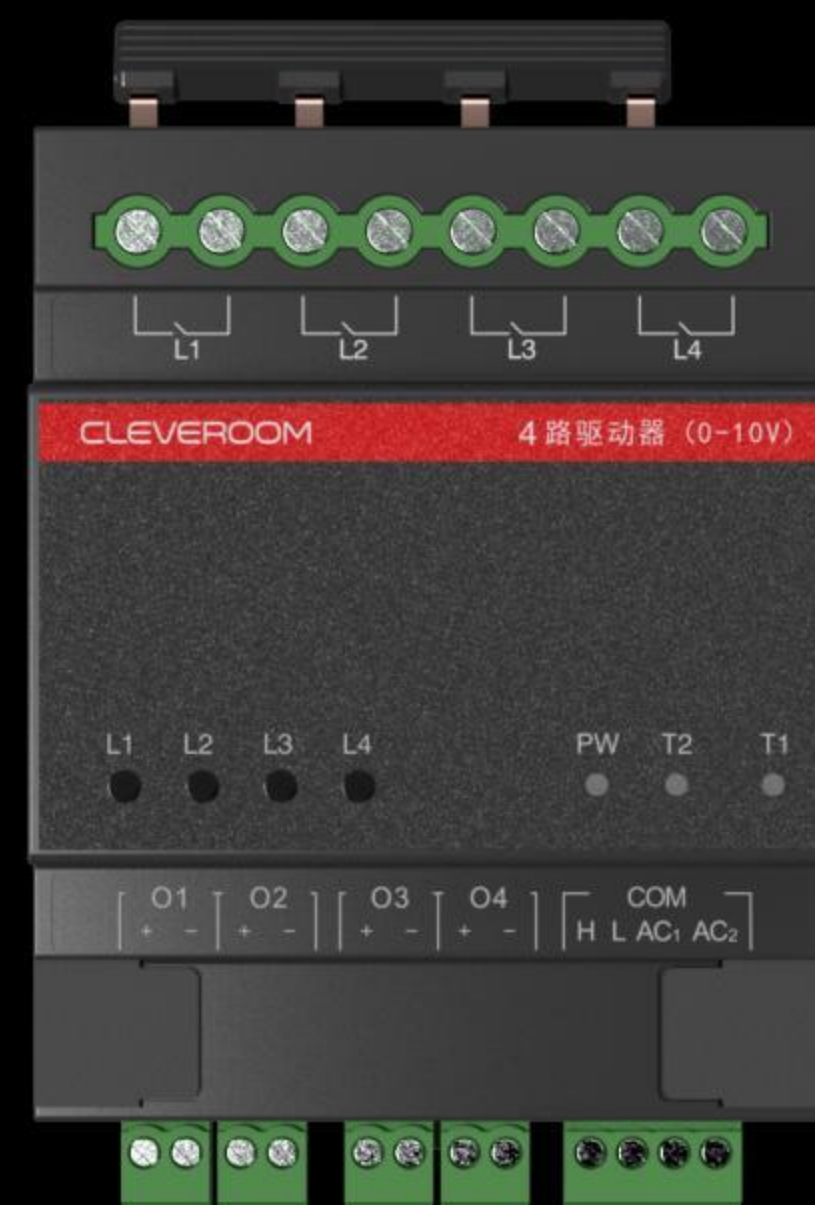 L1 L2 L3 L4
CLEVEROOM 4路驱动器（0-10V）
L1 L2 L3 L4 PW T2 T1
O1 O2 O3 O4 COM
+ - + - + - + - H L AC₁ AC₂